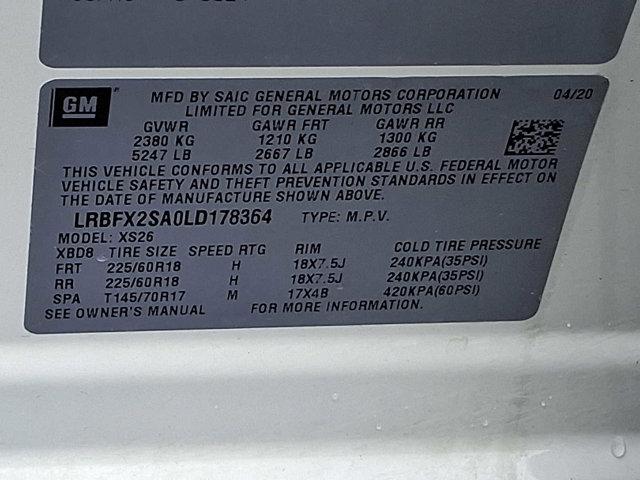 GM
MFD BY SAIC GENERAL MOTORS CORPORATION 04/20
LIMITED FOR GENERAL MOTORS LLC
GVWR GAWR FRT GAWR RR
2380 KG 1210 KG 1300 KG
5247 LB 2667 LB 2866 LB
THIS VEHICLE CONFORMS TO ALL APPLICABLE U.S. FEDERAL MOTOR
VEHICLE SAFETY AND THEFT PREVENTION STANDARDS IN EFFECT ON
THE DATE OF MANUFACTURE SHOWN ABOVE.
LRBFX2SA0LD178364 TYPE: M.P.V.
MODEL: XS26
XBD8 TIRE SIZE SPEED RTG RIM COLD TIRE PRESSURE
FRT 225/60R18 H 18X7.5J 240KPA(35PSI)
RR 225/60R18 H 18X7.5J 240KPA(35PSI)
SPA T145/70R17 M 17X4B 420KPA(60PSI)
SEE OWNER'S MANUAL FOR MORE INFORMATION.